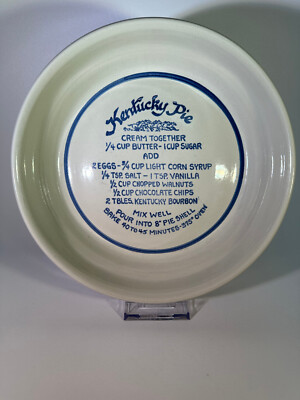 Kentucky Pie
CREAM TOGETHER
1/4 CUP BUTTER - 1 CUP SUGAR
ADD
2 EGGS - 3/4 CUP LIGHT CORN SYRUP
1/4 TSP. SALT - 1 TSP. VANILLA
1/2 CUP CHOPPED WALNUTS
1/2 CUP CHOCOLATE CHIPS
2 TBLES. KENTUCKY BOURBON
MIX WELL
POUR INTO 8" PIE SHELL
BAKE 40 TO 45 MINUTES - 375° OVEN